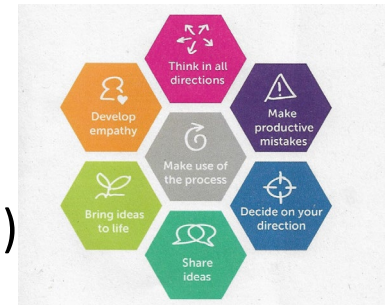 Think in all
directions
Develop
empathy
Make
productive
mistakes
Make use of
the process
Bring ideas
to life
Decide on your
direction
Share
ideas
)